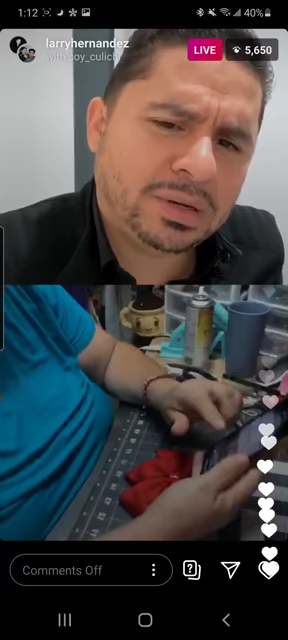 1:12
40%
larryhernandez
LIVE
5,650
with soy_culich
Comments Off